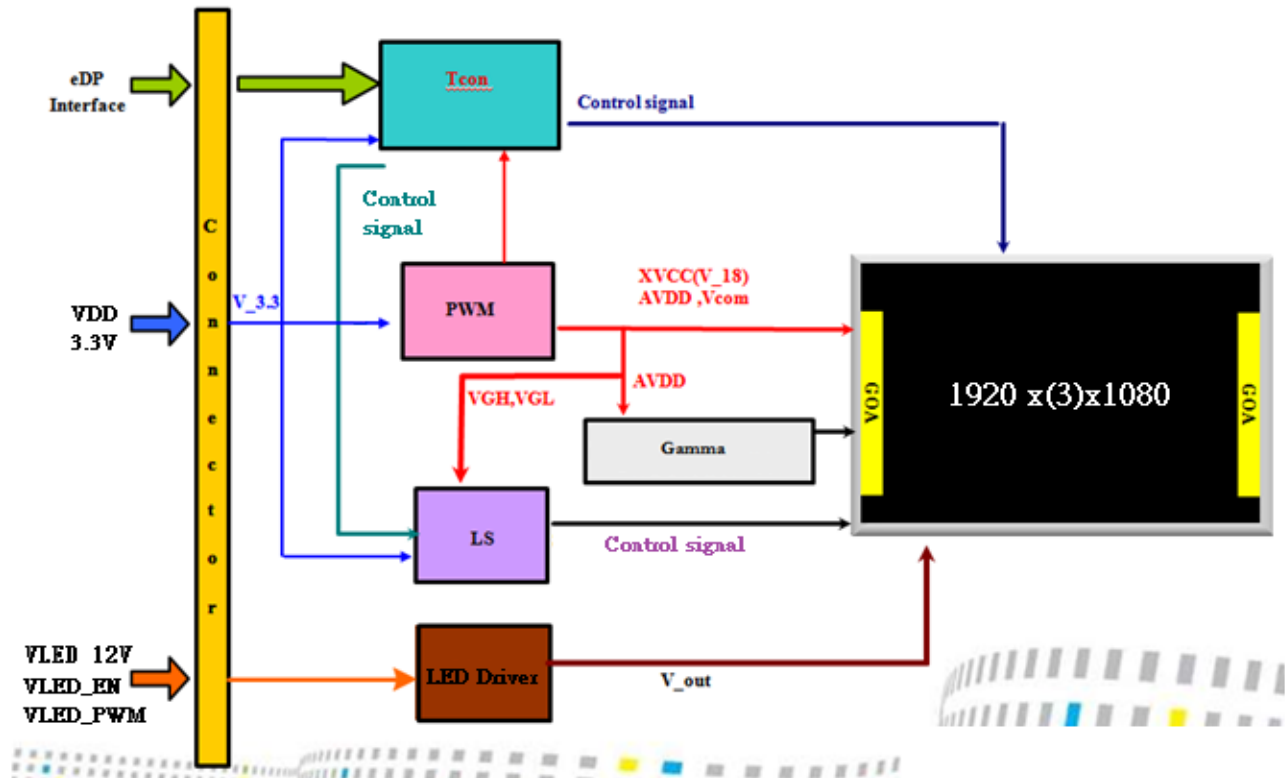 eDP
Interface
Tcon
Control signal
Control
signal
Connector
VDD
3.3V
V_3.3
PWM
XVCC(V_18)
AVDD ,Vcom
VGH,VGL
AVDD
Gamma
GOA
1920 x(3)x1080
GOA
LS
Control signal
VLED 12V
VLED_EN
VLED_PWM
LED Driver
V_out